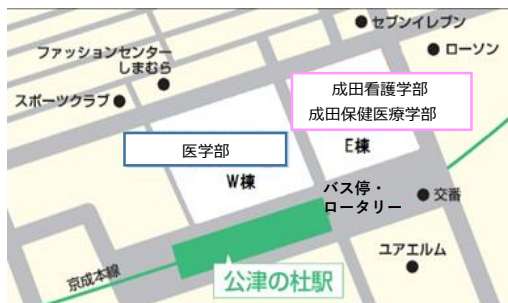 セブンイレブン
ローソン
ファッションセンター
しまむら
スポーツクラブ
成田看護学部
成田保健医療学部
E棟
医学部
W棟
バス停・
ロータリー
交番
ユアエルム
京成本線
公津の杜駅